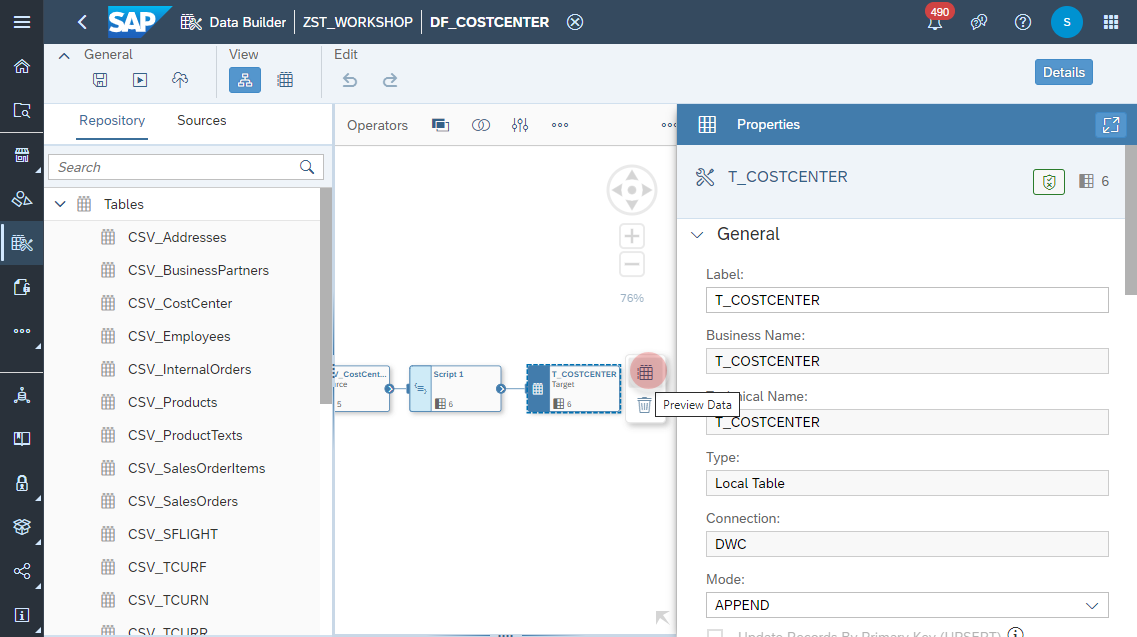 SAP
Data Builder
ZST_WORKSHOP
DF_COSTCENTER
490
S
General
View
Edit
Details
Repository
Sources
Search
Tables
CSV_Addresses
CSV_BusinessPartners
CSV_CostCenter
CSV_Employees
CSV_InternalOrders
CSV_Products
CSV_ProductTexts
CSV_SalesOrderItems
CSV_SalesOrders
CSV_SFLIGHT
CSV_TCURF
CSV_TCURN
CSV_TCURR
Operators
76%
V_CostCent...
rce
5
Script 1
6
T_COSTCENTER
Target
6
Preview Data
Properties
T_COSTCENTER
6
General
Label:
T_COSTCENTER
Business Name:
T_COSTCENTER
nical Name:
T_COSTCENTER
Type:
Local Table
Connection:
DWC
Mode:
APPEND
Update Records By Primary Key (UPSERT)